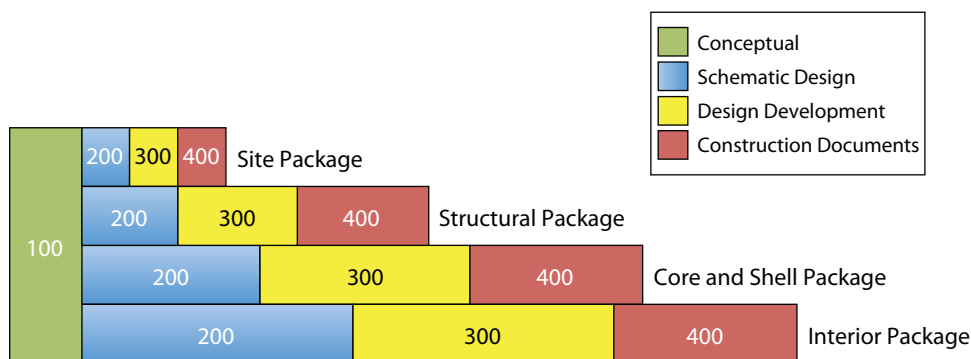 Conceptual
Schematic Design
Design Development
Construction Documents
200 300 400 Site Package
200 300 400 Structural Package
100
200 300 400 Core and Shell Package
200 300 400 Interior Package